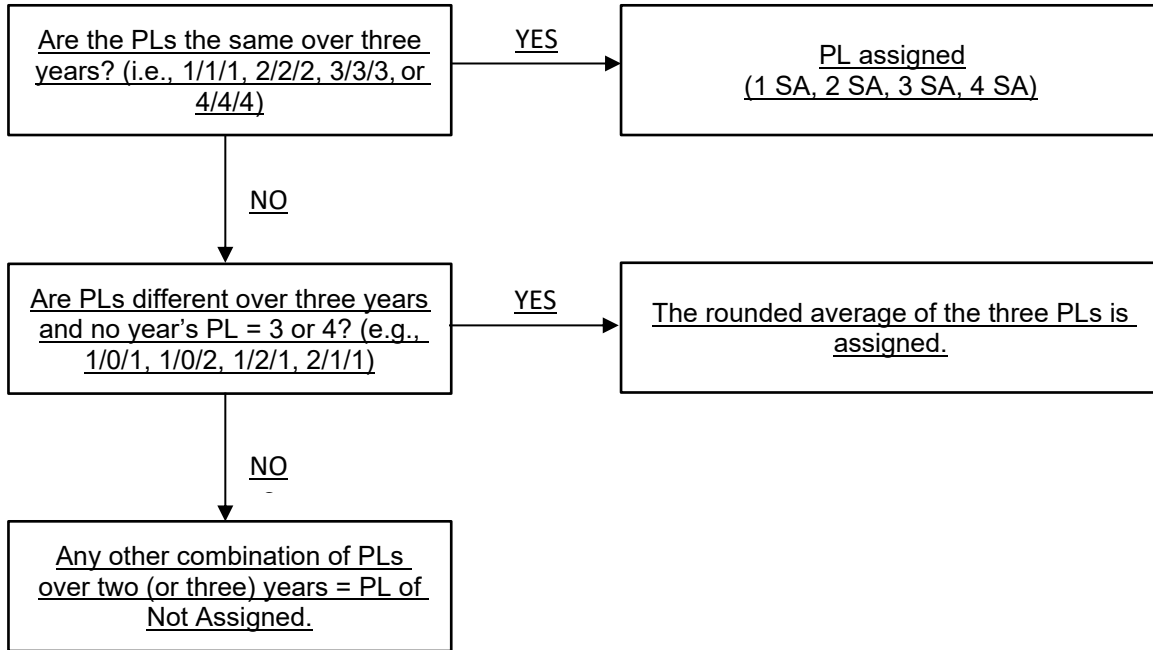 Are the PLs the same over three
years? (i.e., 1/1/1, 2/2/2, 3/3/3, or
4/4/4)
YES
PL assigned
(1 SA, 2 SA, 3 SA, 4 SA)
NO
Are PLs different over three years
and no year’s PL = 3 or 4? (e.g.,
1/0/1, 1/0/2, 1/2/1, 2/1/1)
YES
The rounded average of the three PLs is
assigned.
NO
Any other combination of PLs
over two (or three) years = PL of
Not Assigned.